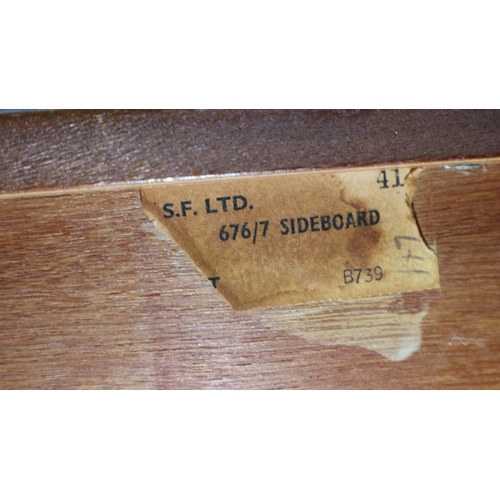 41
S.F. LTD.
676/7 SIDEBOARD
T B739